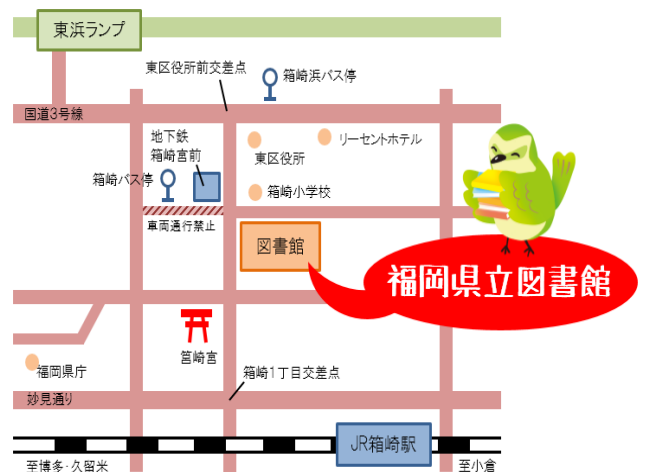 東浜ランプ
東区役所前交差点
箱崎浜バス停
国道3号線
地下鉄
箱崎宮前
リーセントホテル
東区役所
箱崎バス停
箱崎小学校
車両通行禁止
図書館
福岡県立図書館
筥崎宮
福岡県庁
箱崎1丁目交差点
妙見通り
JR箱崎駅
至博多・久留米
至小倉